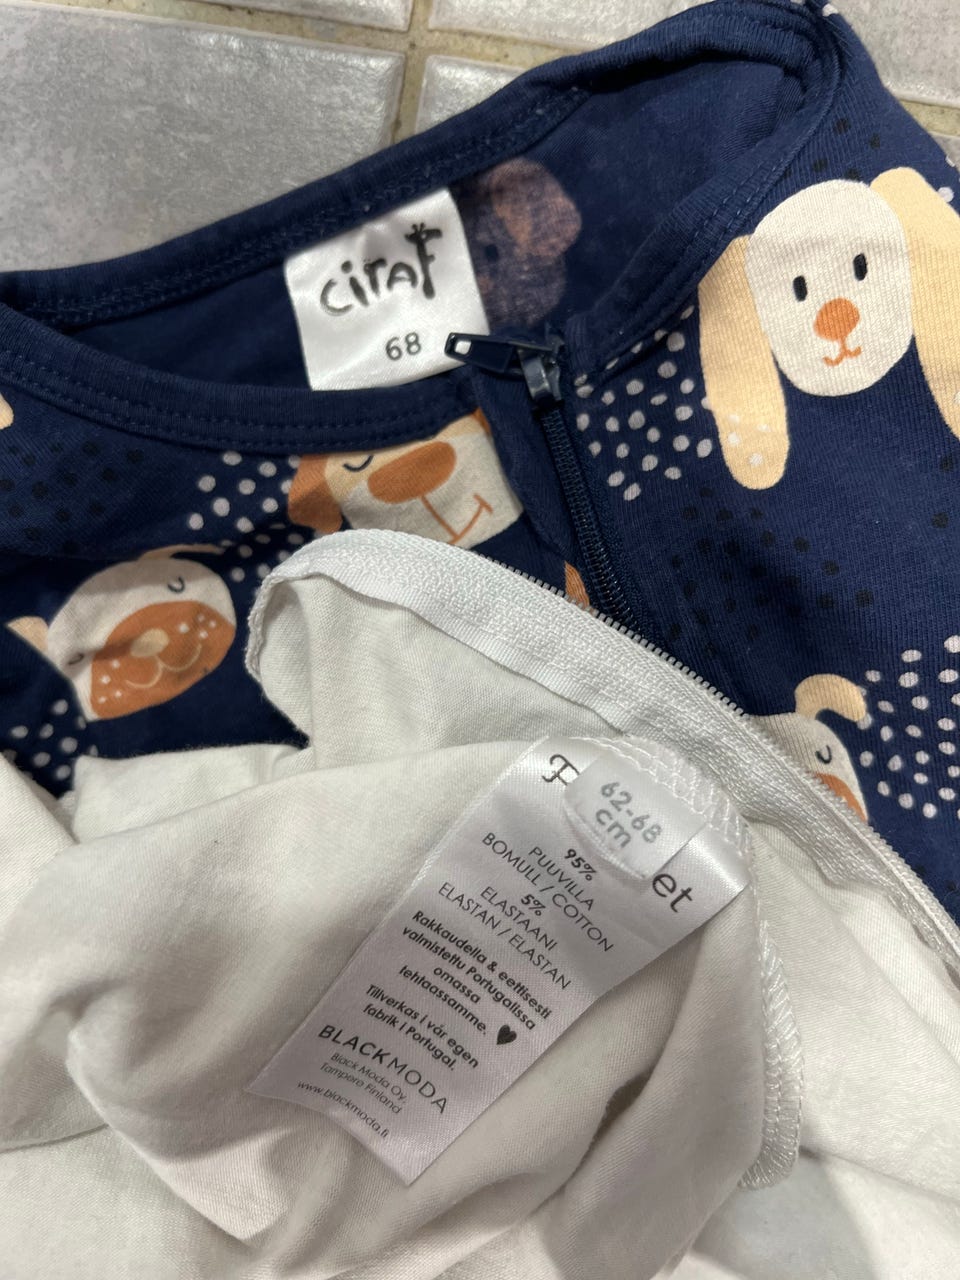 ciraf
68
62-68
cm
et
95%
PUUVILLA
BOMULL / COTTON
5%
ELASTAANI
ELASTAN / ELASTAN
Rakkaudella & eettisesti
valmistettu Portugalissa
omassa
tehtaassamme.
Tillverkas i vår egen
fabrik i Portugal.
BLACKMODA
Black Moda Oy,
Tampere Finland
www.blackmoda.fi